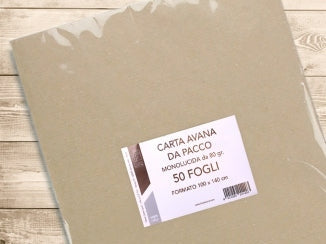 CARTA AVANA
DA PACCO
MONOLUCIDA da 80 gr.
50 FOGLI
FORMATO 100 x 140 cm